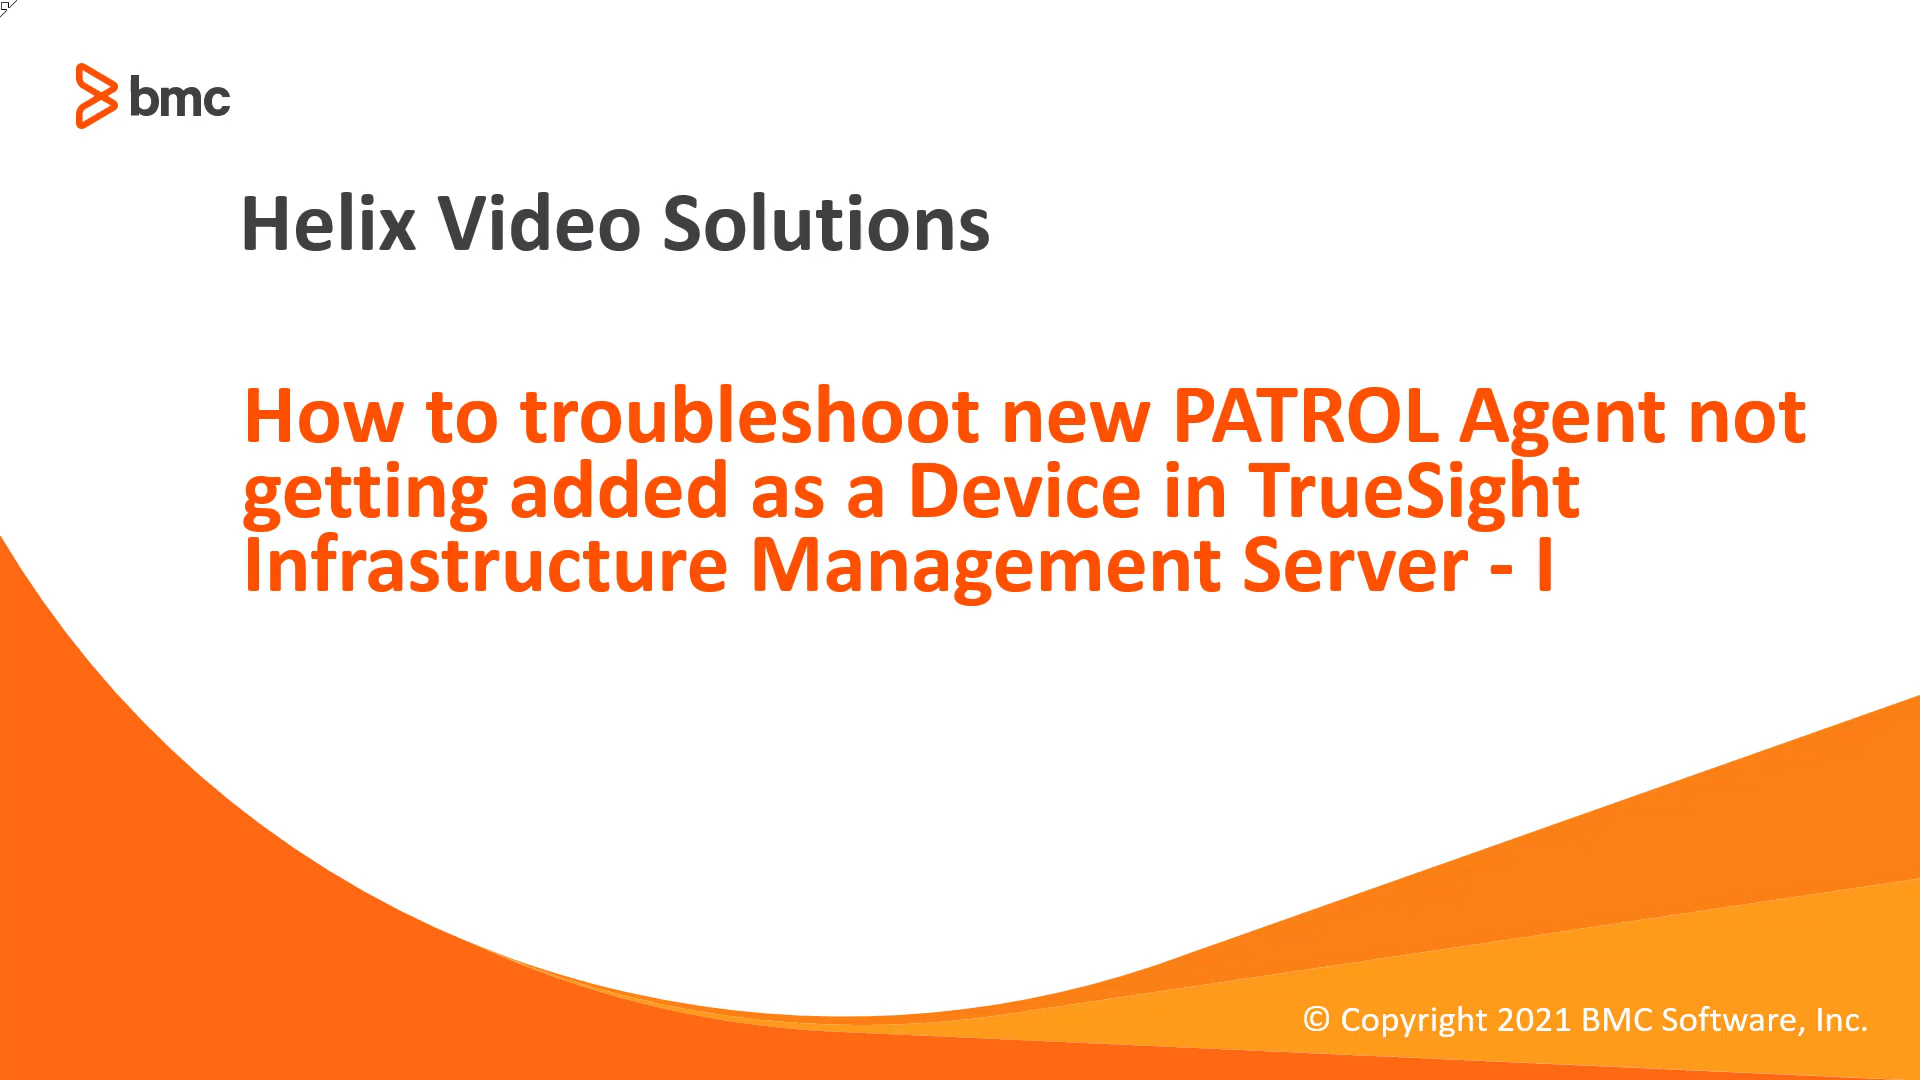 bmc
Helix Video Solutions
How to troubleshoot new PATROL Agent not
getting added as a Device in TrueSight
Infrastructure Management Server - I
© Copyright 2021 BMC Software, Inc.